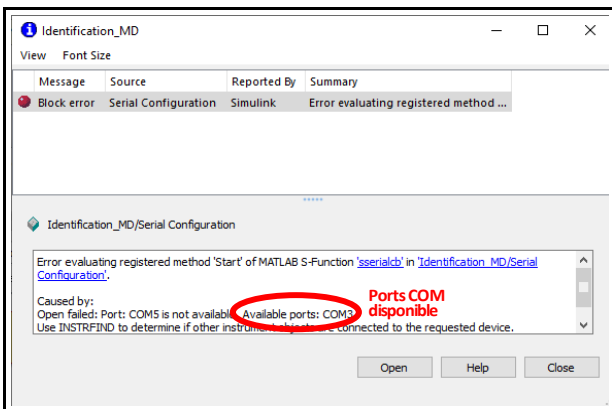 Identification_MD
View Font Size
Message Source Reported By Summary
Block error Serial Configuration Simulink Error evaluating registered method ...
Identification_MD/Serial Configuration
Error evaluating registered method 'Start' of MATLAB S-Function 'sserialcb' in 'Identification_MD/Serial
Configuration'.
Caused by:
Open failed: Port: COM5 is not available. Available ports: COM3.
Use INSTRFIND to determine if other instrument objects are connected to the requested device.
Ports COM
disponible
Open Help Close